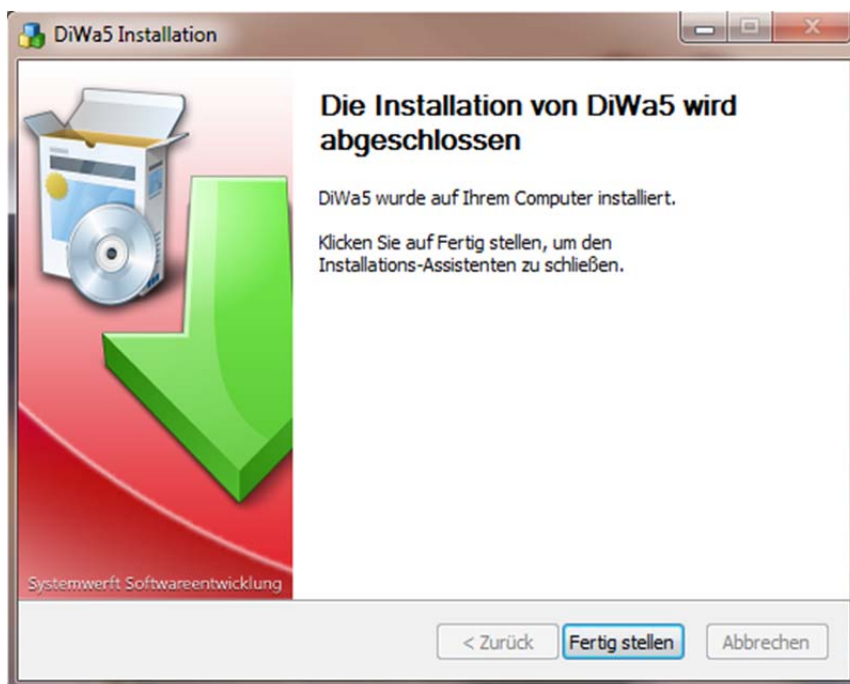 DiWa5 Installation
Die Installation von DiWa5 wird
abgeschlossen
DiWa5 wurde auf Ihrem Computer installiert.
Klicken Sie auf Fertig stellen, um den
Installations-Assistenten zu schließen.
Systemwerft Softwareentwicklung
< Zurück Fertig stellen Abbrechen